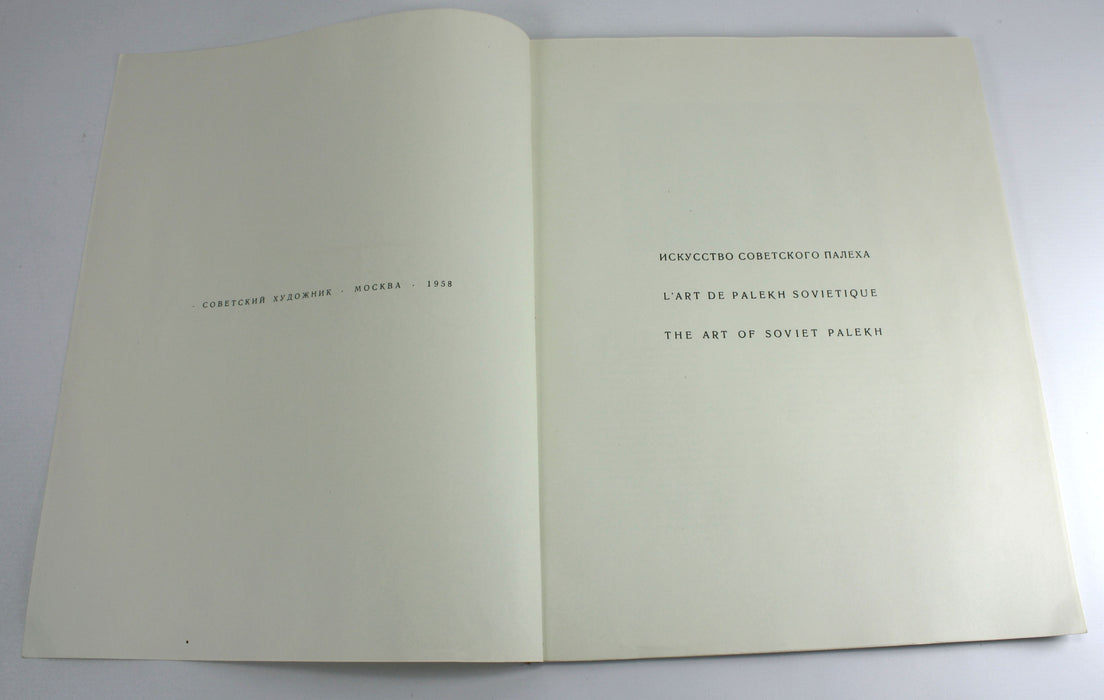 · СОВЕТСКИЙ ХУДОЖНИК · МОСКВА · 1958
ИСКУССТВО СОВЕТСКОГО ПАЛЕХА
L'ART DE PALEKH SOVIETIQUE
THE ART OF SOVIET PALEKH